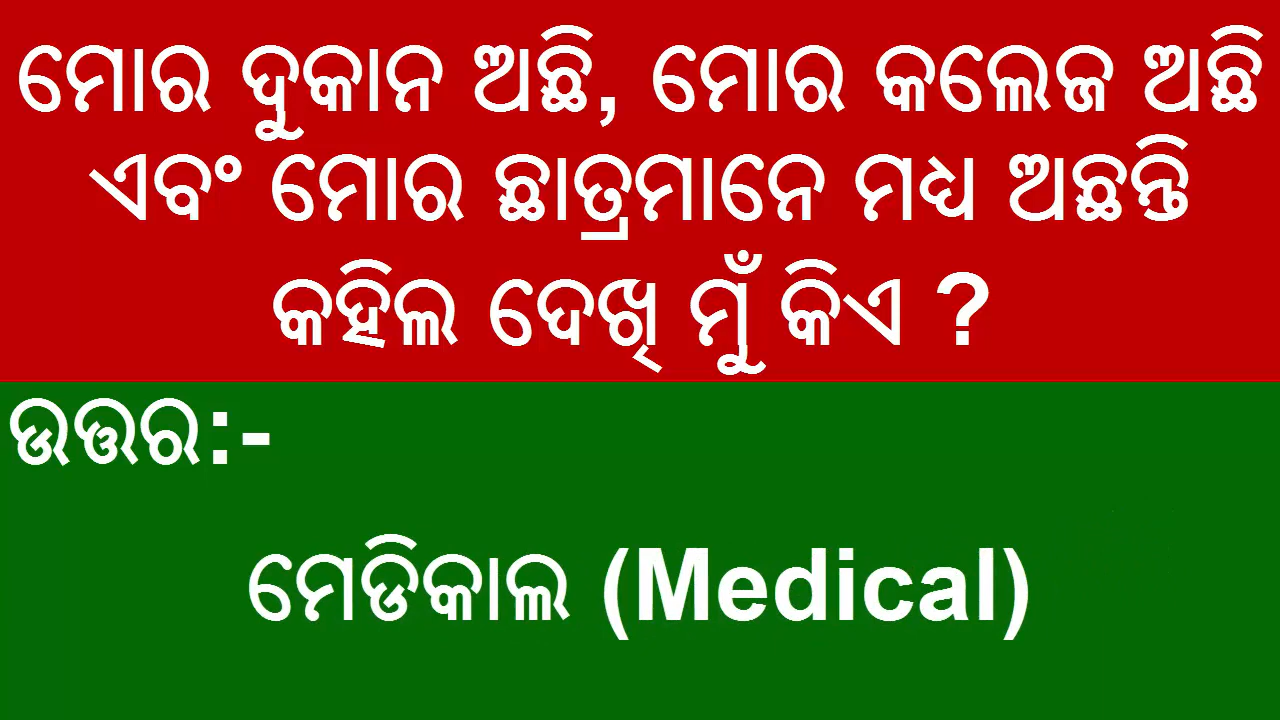 ମୋର ଦୁକାନ ଅଛି, ମୋର କଲେଜ ଅଛି
ଏବଂ ମୋର ଛାତ୍ରମାନେ ମଧ୍ୟ ଅଛନ୍ତି
କହିଲ ଦେଖି ମୁଁ କିଏ ?
ଉତ୍ତର:-
ମେଡିକାଲ (Medical)